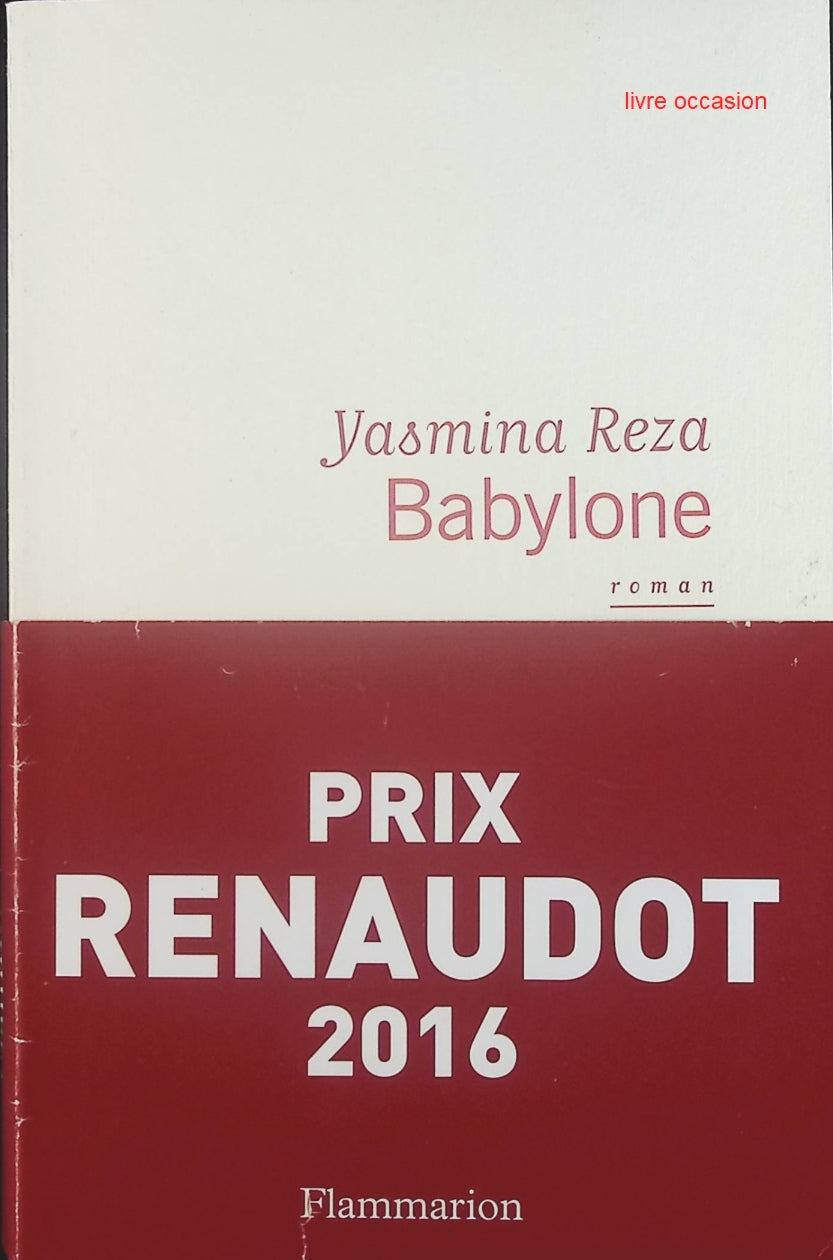 livre occasion
Yasmina Reza
Babylone
roman
PRIX
RENAUDOT
2016
Flammarion